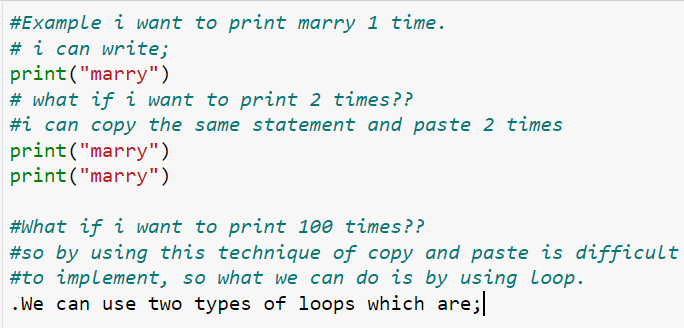 #Example i want to print marry 1 time.
# i can write;
print("marry")
# what if i want to print 2 times??
#i can copy the same statement and paste 2 times
print("marry")
print("marry")
#What if i want to print 100 times??
#so by using this technique of copy and paste is difficult
#to implement, so what we can do is by using loop.
.We can use two types of loops which are;